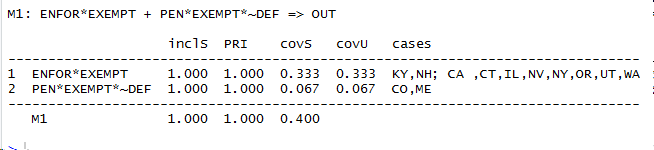 M1: ENFOR*EXEMPT + PEN*EXEMPT*~DEF => OUT
inclS PRI covS covU cases
1 ENFOR*EXEMPT 1.000 1.000 0.333 0.333 KY,NH; CA ,CT,IL,NV,NY,OR,UT,WA
2 PEN*EXEMPT*~DEF 1.000 1.000 0.067 0.067 CO,ME
M1 1.000 1.000 0.400
>